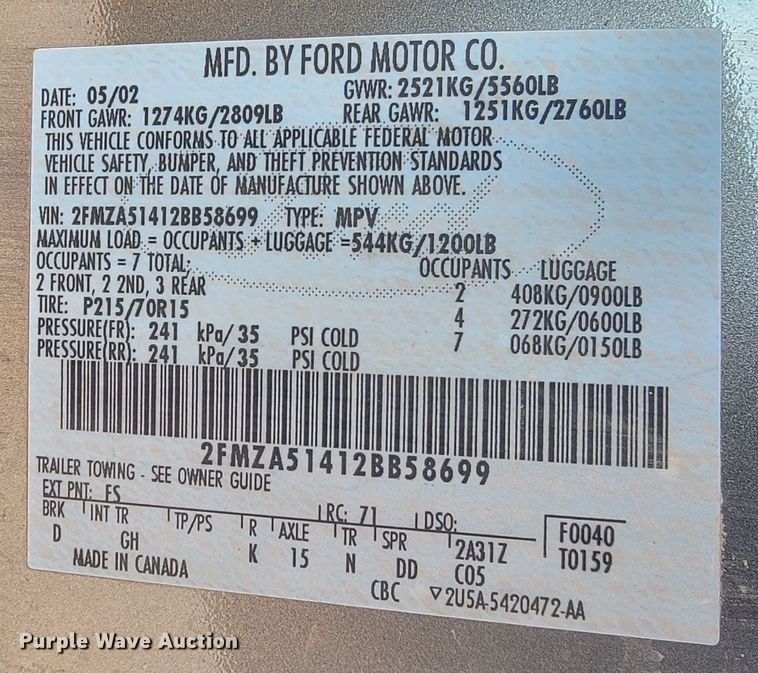 MFD. BY FORD MOTOR CO.
DATE: 05/02 GVWR: 2521KG/5560LB
FRONT GAWR: 1274KG/2809LB REAR GAWR: 1251KG/2760LB
THIS VEHICLE CONFORMS TO ALL APPLICABLE FEDERAL MOTOR
VEHICLE SAFETY, BUMPER, AND THEFT PREVENTION STANDARDS
IN EFFECT ON THE DATE OF MANUFACTURE SHOWN ABOVE.
VIN: 2FMZA51412BB58699 TYPE: MPV
MAXIMUM LOAD = OCCUPANTS + LUGGAGE =544KG/1200LB
OCCUPANTS = 7 TOTAL; OCCUPANTS LUGGAGE
2 FRONT, 2 2ND, 3 REAR 2 408KG/0900LB
TIRE: P215/70R15 4 272KG/0600LB
PRESSURE(FR): 241 kPa/35 PSI COLD 7 068KG/0150LB
PRESSURE(RR): 241 kPa/35 PSI COLD
2FMZA51412BB58699
TRAILER TOWING - SEE OWNER GUIDE
EXT PNT: FS RC: 71 DSO:
BRK INT TR TP/PS R AXLE TR SPR 2A31Z F0040
D GH K 15 N DD C05 T0159
MADE IN CANADA CBC ▽2U5A-5420472-AA
Purple Wave Auction